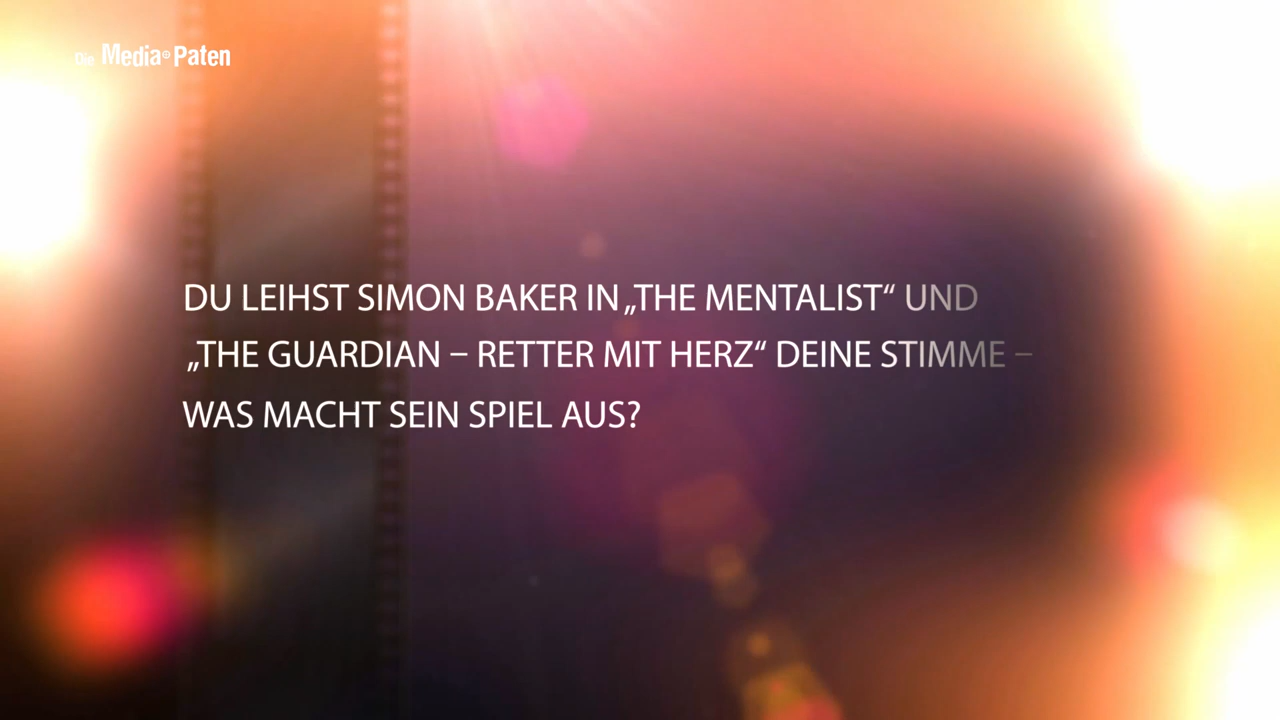 Die Media Paten
DU LEIHST SIMON BAKER IN „THE MENTALIST“ UND
„THE GUARDIAN – RETTER MIT HERZ“ DEINE STIMME –
WAS MACHT SEIN SPIEL AUS?